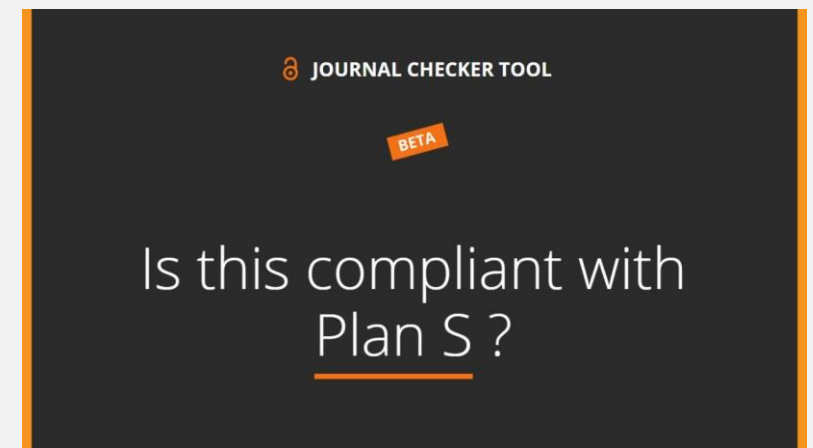 JOURNAL CHECKER TOOL
BETA
Is this compliant with
Plan S ?